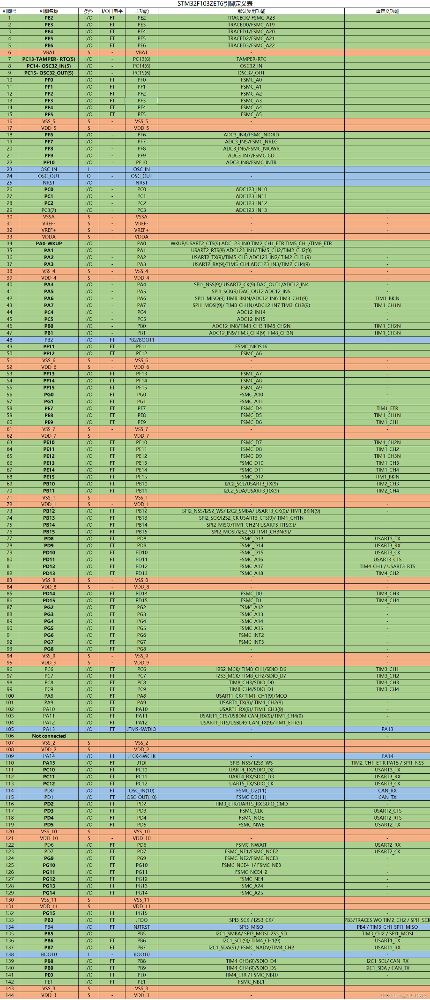 STM32F103ZET6引脚定义表
引脚号 引脚名称 类型 I/O口电平 主功能 默认复用功能 重定义功能
1 PE2 I/O FT PE2 TRACECK/ FSMC_A23
2 PE3 I/O FT PE3 TRACED0/FSMC_A19
3 PE4 I/O FT PE4 TRACED1/FSMC_A20
4 PE5 I/O FT PE5 TRACED2/FSMC_A21
5 PE6 I/O FT PE6 TRACED3/FSMC_A22
6 VBAT S - VBAT -
7 PC13-TAMPER- RTC(5) I/O - PC13(6) TAMPER-RTC
8 PC14- OSC32_IN(5) I/O - PC14(6) OSC32_IN
9 PC15- OSC32_OUT(5) I/O - PC15(6) OSC32_OUT
10 PF0 I/O FT PF0 FSMC_A0
11 PF1 I/O FT PF1 FSMC_A1
12 PF2 I/O FT PF2 FSMC_A2
13 PF3 I/O FT PF3 FSMC_A3
14 PF4 I/O FT PF4 FSMC_A4
15 PF5 I/O FT PF5 FSMC_A5
16 VSS_5 S - VSS_5 -
17 VDD_5 S - VDD_5 -
18 PF6 I/O - PF6 ADC3_IN4/FSMC_NIORD
19 PF7 I/O - PF7 ADC3_IN5/FSMC_NREG
20 PF8 I/O - PF8 ADC3_IN6/FSMC_NIOWR
21 PF9 I/O - PF9 ADC3_IN7/FSMC_CD
22 PF10 I/O - PF10 ADC3_IN8/FSMC_INTR
23 OSC_IN I - OSC_IN -
24 OSC_OUT O - OSC_OUT -
25 NRST I/O - NRST -
26 PC0 I/O - PC0 ADC123_IN10
27 PC1 I/O - PC1 ADC123_IN11
28 PC2 I/O - PC2 ADC123_IN12
29 PC3(7) I/O - PC3 ADC123_IN13 -
30 VSSA S - VSSA - -
31 VREF- S - VREF- - -
32 VREF+ S - VREF+ - -
33 VDDA S - VDDA - -
34 PA0-WKUP I/O - PA0 WKUP/USART2_CTS(9) ADC123_IN0 TIM2_CH1_ETR TIM5_CH1/TIM8_ETR -
35 PA1 I/O - PA1 USART2_RTS(9) ADC123_IN1/ TIM5_CH2/TIM2_CH2(9) -
36 PA2 I/O - PA2 USART2_TX(9)/TIM5_CH3 ADC123_IN2/ TIM2_CH3 (9) -
37 PA3 I/O - PA3 USART2_RX(9)/TIM5_CH4 ADC123_IN3/TIM2_CH4(9) -
38 VSS_4 S - VSS_4 - -
39 VDD_4 S - VDD_4 - -
40 PA4 I/O - PA4 SPI1_NSS(9)/ USART2_CK(9) DAC_OUT1/ADC12_IN4 -
41 PA5 I/O - PA5 SPI1_SCK(9) DAC_OUT2 ADC12_IN5 -
42 PA6 I/O - PA6 SPI1_MISO(9) TIM8_BKIN/ADC12_IN6 TIM3_CH1(9) TIM1_BKIN
43 PA7 I/O - PA7 SPI1_MOSI(9)/ TIM8_CH1N/ADC12_IN7 TIM3_CH2(9) TIM1_CH1N
44 PC4 I/O - PC4 ADC12_IN14 -
45 PC5 I/O - PC5 ADC12_IN15 -
46 PB0 I/O - PB0 ADC12_IN8/TIM3_CH3 TIM8_CH2N TIM1_CH2N
47 PB1 I/O - PB1 ADC12_IN9/TIM3_CH4(9) TIM8_CH3N TIM1_CH3N
48 PB2 I/O FT PB2/BOOT1 - -
49 PF11 I/O FT PF11 FSMC_NIOS16 -
50 PF12 I/O FT PF12 FSMC_A6 -
51 VSS_6 S - VSS_6 - -
52 VDD_6 S - VDD_6 - -
53 PF13 I/O FT PF13 FSMC_A7 -
54 PF14 I/O FT PF14 FSMC_A8 -
55 PF15 I/O FT PF15 FSMC_A9 -
56 PG0 I/O FT PG0 FSMC_A10 -
57 PG1 I/O FT PG1 FSMC_A11 -
58 PE7 I/O FT PE7 FSMC_D4 TIM1_ETR
59 PE8 I/O FT PE8 FSMC_D5 TIM1_CH1N
60 PE9 I/O FT PE9 FSMC_D6 TIM1_CH1
61 VSS_7 S - VSS_7 - -
62 VDD_7 S - VDD_7 - -
63 PE10 I/O FT PE10 FSMC_D7 TIM1_CH2N
64 PE11 I/O FT PE11 FSMC_D8 TIM1_CH2
65 PE12 I/O FT PE12 FSMC_D9 TIM1_CH3N
66 PE13 I/O FT PE13 FSMC_D10 TIM1_CH3
67 PE14 I/O FT PE14 FSMC_D11 TIM1_CH4
68 PE15 I/O FT PE15 FSMC_D12 TIM1_BKIN
69 PB10 I/O FT PB10 I2C2_SCL/USART3_TX(9) TIM2_CH3
70 PB11 I/O FT PB11 I2C2_SDA/USART3_RX(9) TIM2_CH4
71 VSS_1 S - VSS_1 - -
72 VDD_1 S - VDD_1 - -
73 PB12 I/O FT PB12 SPI2_NSS/I2S2_WS/ I2C2_SMBA/ USART3_CK(9)/ TIM1_BKIN(9) -
74 PB13 I/O FT PB13 SPI2_SCK/I2S2_CK USART3_CTS(9)/ TIM1_CH1N -
75 PB14 I/O FT PB14 SPI2_MISO/TIM1_CH2N USART3_RTS(9)/ -
76 PB15 I/O FT PB15 SPI2_MOSI/I2S2_SD TIM1_CH3N(9)/ -
77 PD8 I/O FT PD8 FSMC_D13 USART3_TX
78 PD9 I/O FT PD9 FSMC_D14 USART3_RX
79 PD10 I/O FT PD10 FSMC_D15 USART3_CK
80 PD11 I/O FT PD11 FSMC_A16 USART3_CTS
81 PD12 I/O FT PD12 FSMC_A17 TIM4_CH1 / USART3_RTS
82 PD13 I/O FT PD13 FSMC_A18 TIM4_CH2
83 VSS_8 S - VSS_8 - -
84 VDD_8 S - VDD_8 - -
85 PD14 I/O FT PD14 FSMC_D0 TIM4_CH3
86 PD15 I/O FT PD15 FSMC_D1 TIM4_CH4
87 PG2 I/O FT PG2 FSMC_A12 -
88 PG3 I/O FT PG3 FSMC_A13 -
89 PG4 I/O FT PG4 FSMC_A14 -
90 PG5 I/O FT PG5 FSMC_A15 -
91 PG6 I/O FT PG6 FSMC_INT2 -
92 PG7 I/O FT PG7 FSMC_INT3 -
93 PG8 I/O FT PG8 - -
94 VSS_9 S - VSS_9 - -
95 VDD_9 S - VDD_9 - -
96 PC6 I/O FT PC6 I2S2_MCK/ TIM8_CH1/SDIO_D6 TIM3_CH1
97 PC7 I/O FT PC7 I2S3_MCK/ TIM8_CH2/SDIO_D7 TIM3_CH2
98 PC8 I/O FT PC8 TIM8_CH3/SDIO_D0 TIM3_CH3
99 PC9 I/O FT PC9 TIM8_CH4/SDIO_D1 TIM3_CH4
100 PA8 I/O FT PA8 USART1_CK/ TIM1_CH1(9)/MCO -
101 PA9 I/O FT PA9 USART1_TX(9)/ TIM1_CH2(9) -
102 PA10 I/O FT PA10 USART1_RX(9)/ TIM1_CH3(9) -
103 PA11 I/O FT PA11 USART1_CTS/USBDM CAN_RX(9)/TIM1_CH4(9) -
104 PA12 I/O FT PA12 USART1_RTS/USBDP/ CAN_TX(9)/TIM1_ETR(9) -
105 PA13 I/O FT JTMS-SWDIO - PA13
106 Not connected -
107 VSS_2 S - VSS_2 - -
108 VDD_2 S - VDD_2 - -
109 PA14 I/O FT JTCK-SWCLK - PA14
110 PA15 I/O FT JTDI SPI3_NSS/ I2S3_WS TIM2_CH1_ET R PA15 / SPI1_NSS
111 PC10 I/O FT PC10 UART4_TX/SDIO_D2 USART3_TX
112 PC11 I/O FT PC11 UART4_RX/SDIO_D3 USART3_RX
113 PC12 I/O FT PC12 UART5_TX/SDIO_CK USART3_CK
114 PD0 I/O FT OSC_IN(10) FSMC_D2(11) CAN_RX
115 PD1 I/O FT OSC_OUT(10) FSMC_D3(11) CAN_TX
116 PD2 I/O FT PD2 TIM3_ETR/UART5_RX SDIO_CMD -
117 PD3 I/O FT PD3 FSMC_CLK USART2_CTS
118 PD4 I/O FT PD4 FSMC_NOE USART2_RTS
119 PD5 I/O FT PD5 FSMC_NWE USART2_TX
120 VSS_10 S - VSS_10 - -
121 VDD_10 S - VDD_10 - -
122 PD6 I/O FT PD6 FSMC_NWAIT USART2_RX
123 PD7 I/O FT PD7 FSMC_NE1/FSMC_NCE2 USART2_CK
124 PG9 I/O FT PG9 FSMC_NE2/FSMC_NCE3 -
125 PG10 I/O FT PG10 FSMC_NCE4_1/ FSMC_NE3 -
126 PG11 I/O FT PG11 FSMC_NCE4_2 -
127 PG12 I/O FT PG12 FSMC_NE4 -
128 PG13 I/O FT PG13 FSMC_A24 -
129 PG14 I/O FT PG14 FSMC_A25 -
130 VSS_11 S - VSS_11 - -
131 VDD_11 S - VDD_11 - -
132 PG15 I/O FT PG15 - -
133 PB3 I/O FT JTDO SPI3_SCK / I2S3_CK/ PB3/TRACES WO TIM2_CH2 / SPI1_SCK
134 PB4 I/O FT NJTRST SPI3_MISO PB4 / TIM3_CH1 SPI1_MISO
135 PB5 I/O - PB5 I2C1_SMBA/ SPI3_MOSI I2S3_SD TIM3_CH2 / SPI1_MOSI
136 PB6 I/O FT PB6 I2C1_SCL(9)/ TIM4_CH1(9) USART1_TX
137 PB7 I/O FT PB7 I2C1_SDA(9) / FSMC_NADV/TIM4_CH2 USART1_RX
138 BOOT0 I - BOOT0 - -
139 PB8 I/O FT PB8 TIM4_CH3(9)/SDIO_D4 I2C1_SCL/ CAN_RX
140 PB9 I/O FT PB9 TIM4_CH4(9)/SDIO_D5 I2C1_SDA / CAN_TX
141 PE0 I/O FT PE0 TIM4_ETR / FSMC_NBL0 -
142 PE1 I/O FT PE1 FSMC_NBL1 -
143 VSS_3 S - VSS_3 - -
144 VDD_3 S - VDD_3 - -
CSDN @m0_74847072